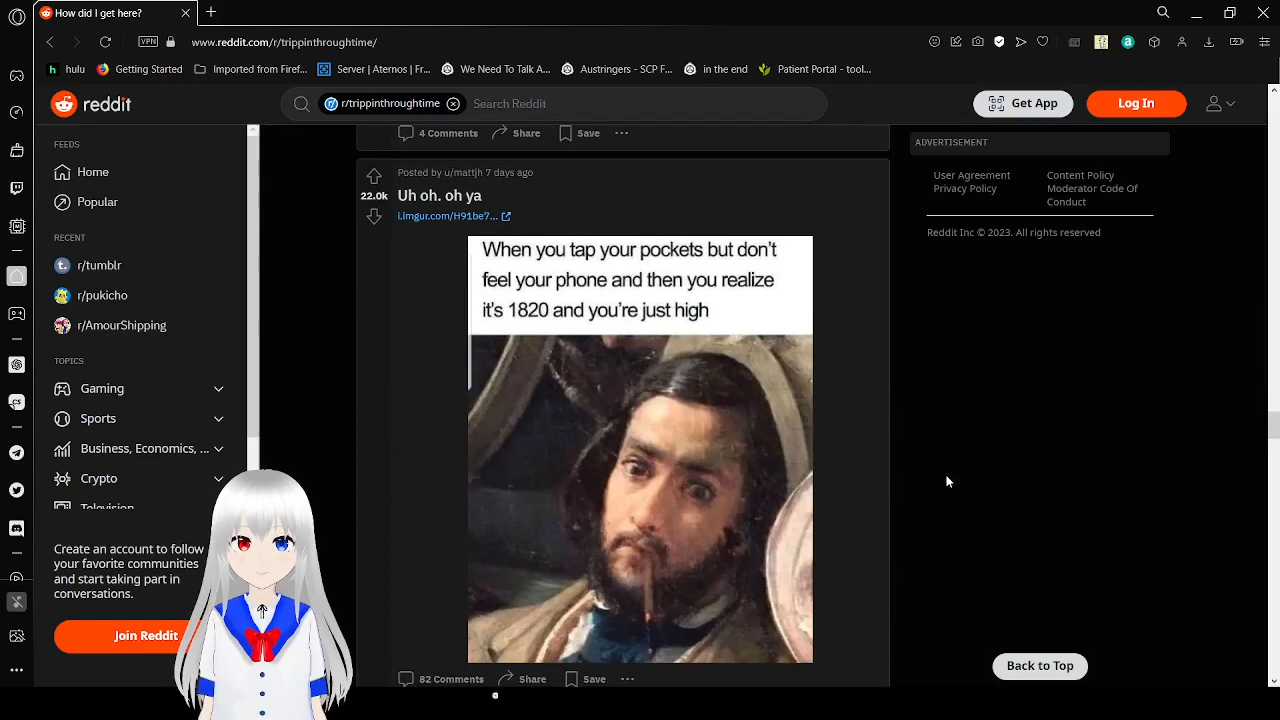 How did I get here?
VPN
www.reddit.com/r/trippinthroughtime/
hulu
Getting Started
Imported from Firef...
Server | Aternos | Fr...
We Need To Talk A...
Austringers - SCP F...
in the end
Patient Portal - tool...
reddit
r/trippinthroughtime
Search Reddit
Get App
Log In
FEEDS
Home
Popular
RECENT
r/tumblr
r/pukicho
r/AmourShipping
TOPICS
Gaming
Sports
Business, Economics, ...
Crypto
Television
Create an account to follow
your favorite communities
and start taking part in
conversations.
Join Reddit
4 Comments
Share
Save
Posted by u/mattjh 7 days ago
22.0k
Uh oh. oh ya
i.imgur.com/H91be7...
When you tap your pockets but don't
feel your phone and then you realize
it's 1820 and you're just high
82 Comments
Share
Save
ADVERTISEMENT
User Agreement
Privacy Policy
Content Policy
Moderator Code Of
Conduct
Reddit Inc © 2023. All rights reserved
Back to Top